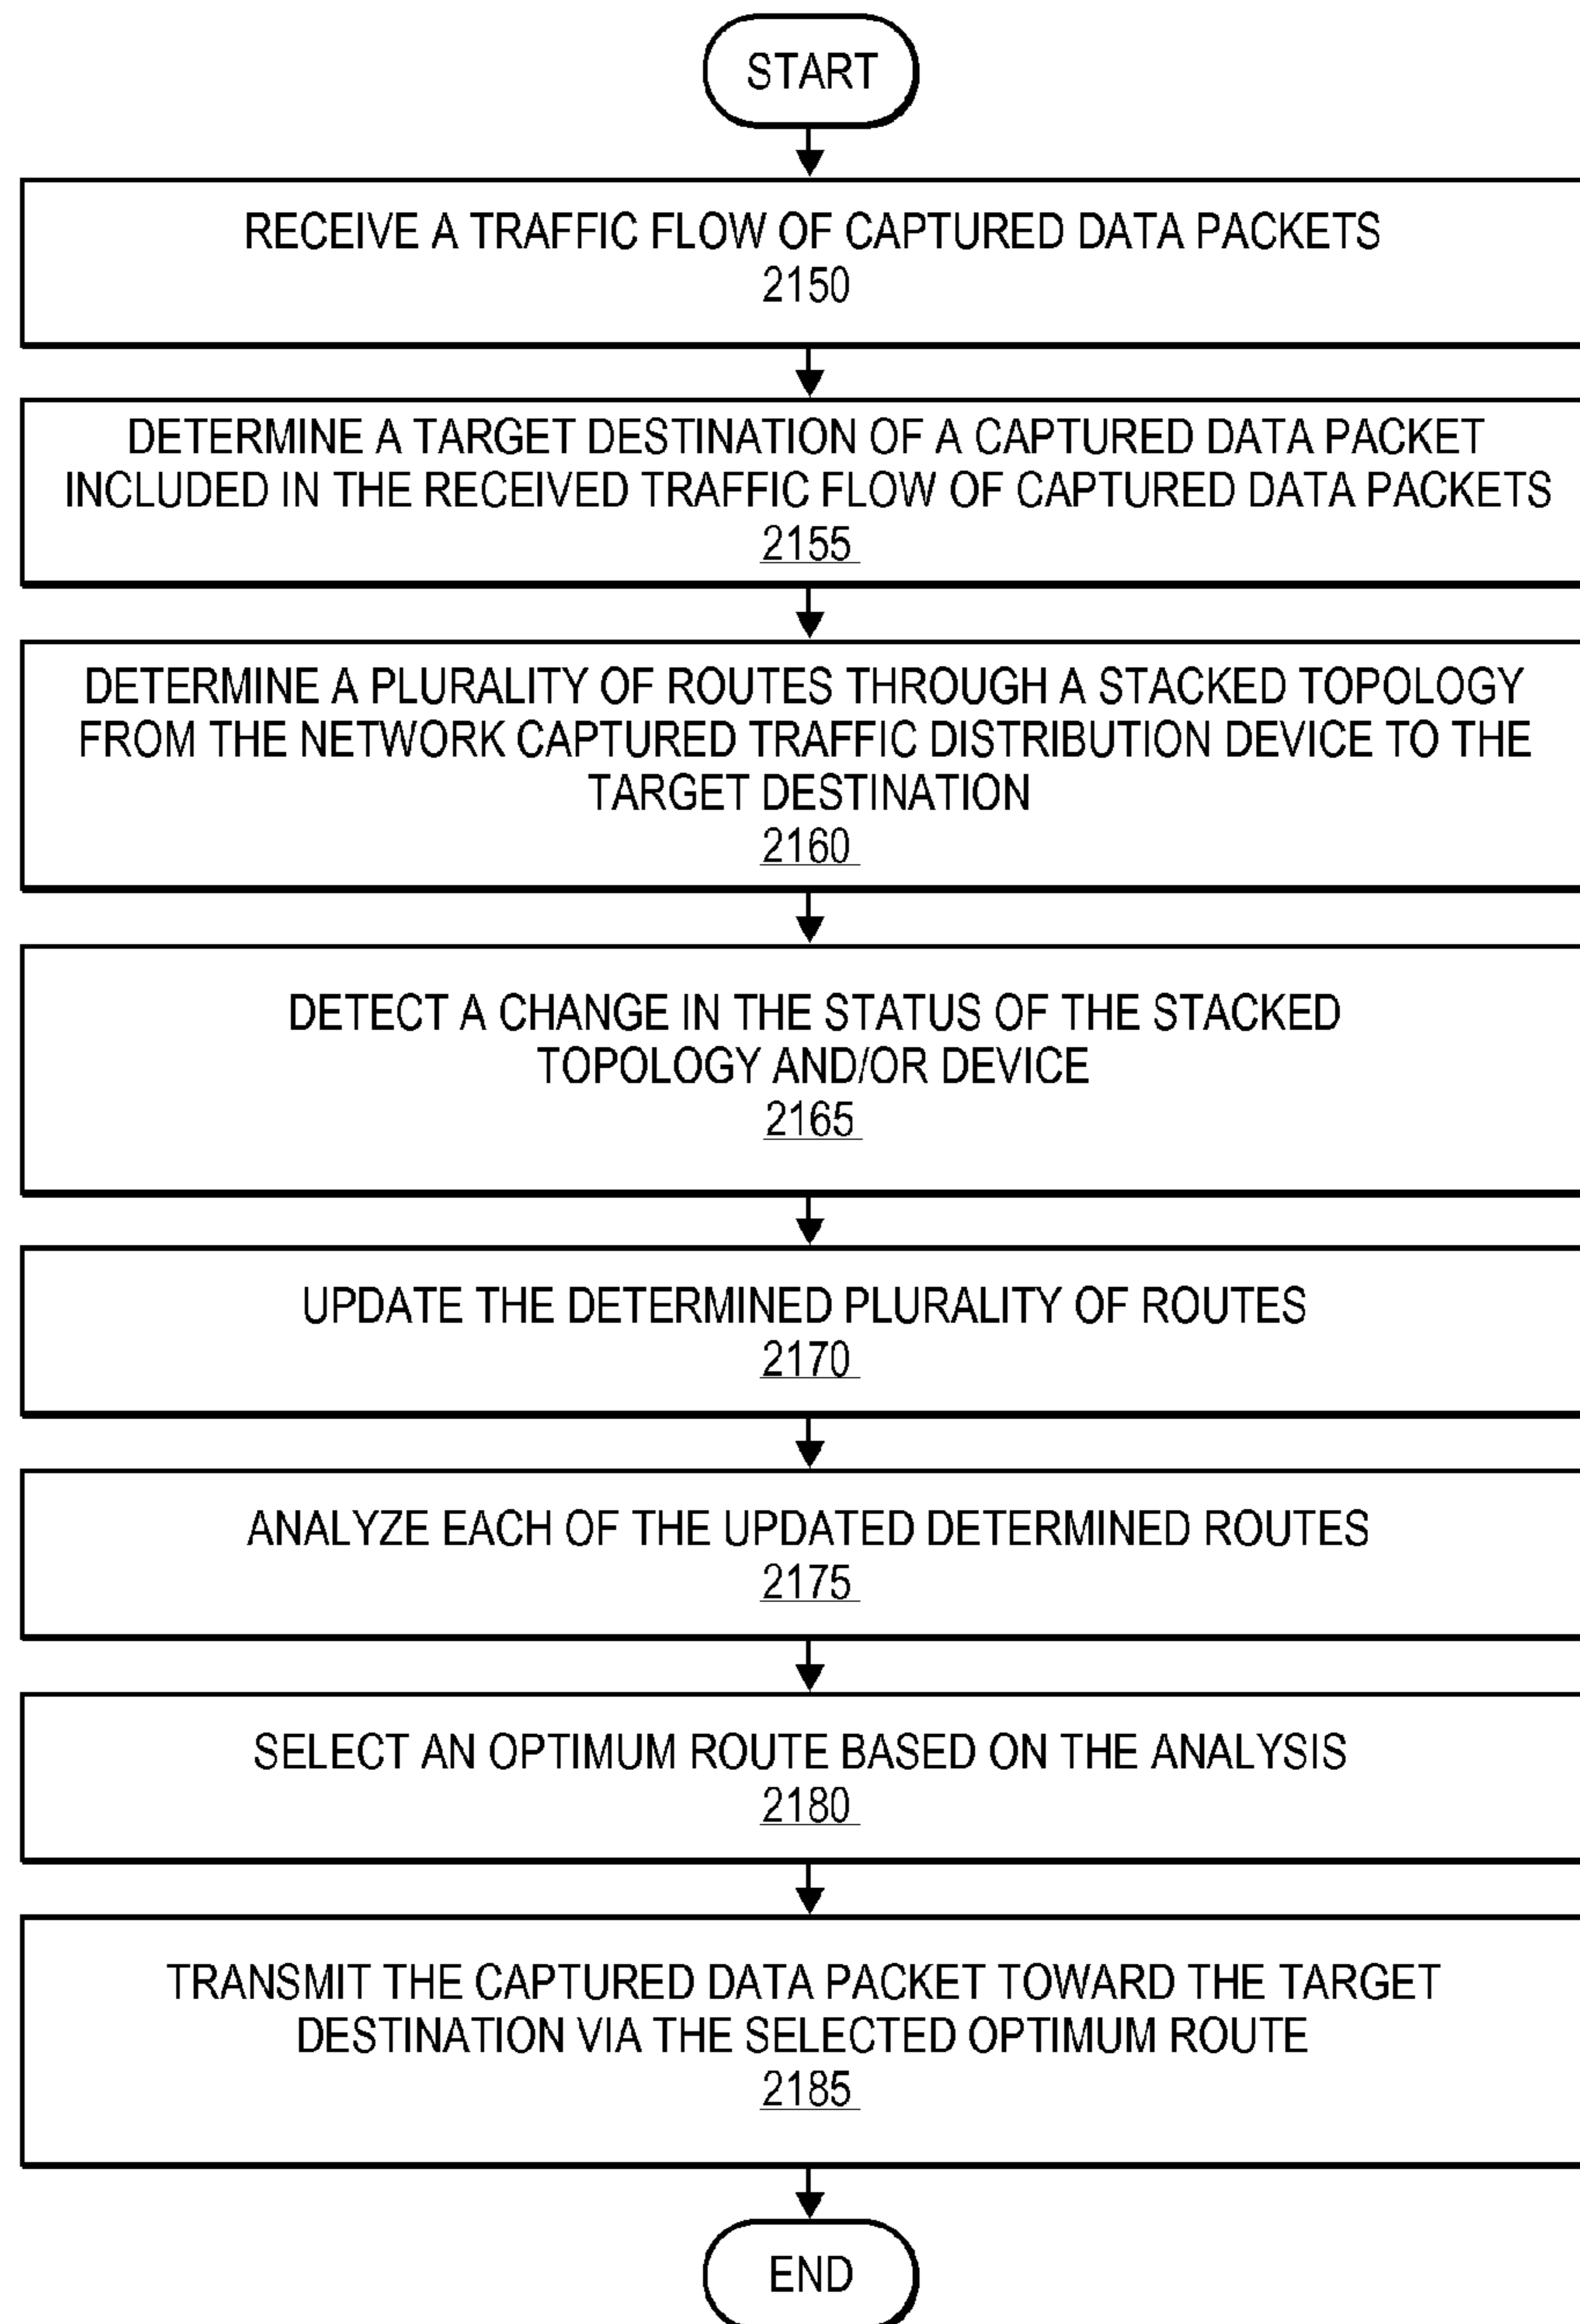 START
RECEIVE A TRAFFIC FLOW OF CAPTURED DATA PACKETS
2150
DETERMINE A TARGET DESTINATION OF A CAPTURED DATA PACKET
INCLUDED IN THE RECEIVED TRAFFIC FLOW OF CAPTURED DATA PACKETS
2155
DETERMINE A PLURALITY OF ROUTES THROUGH A STACKED TOPOLOGY
FROM THE NETWORK CAPTURED TRAFFIC DISTRIBUTION DEVICE TO THE
TARGET DESTINATION
2160
DETECT A CHANGE IN THE STATUS OF THE STACKED
TOPOLOGY AND/OR DEVICE
2165
UPDATE THE DETERMINED PLURALITY OF ROUTES
2170
ANALYZE EACH OF THE UPDATED DETERMINED ROUTES
2175
SELECT AN OPTIMUM ROUTE BASED ON THE ANALYSIS
2180
TRANSMIT THE CAPTURED DATA PACKET TOWARD THE TARGET
DESTINATION VIA THE SELECTED OPTIMUM ROUTE
2185
END